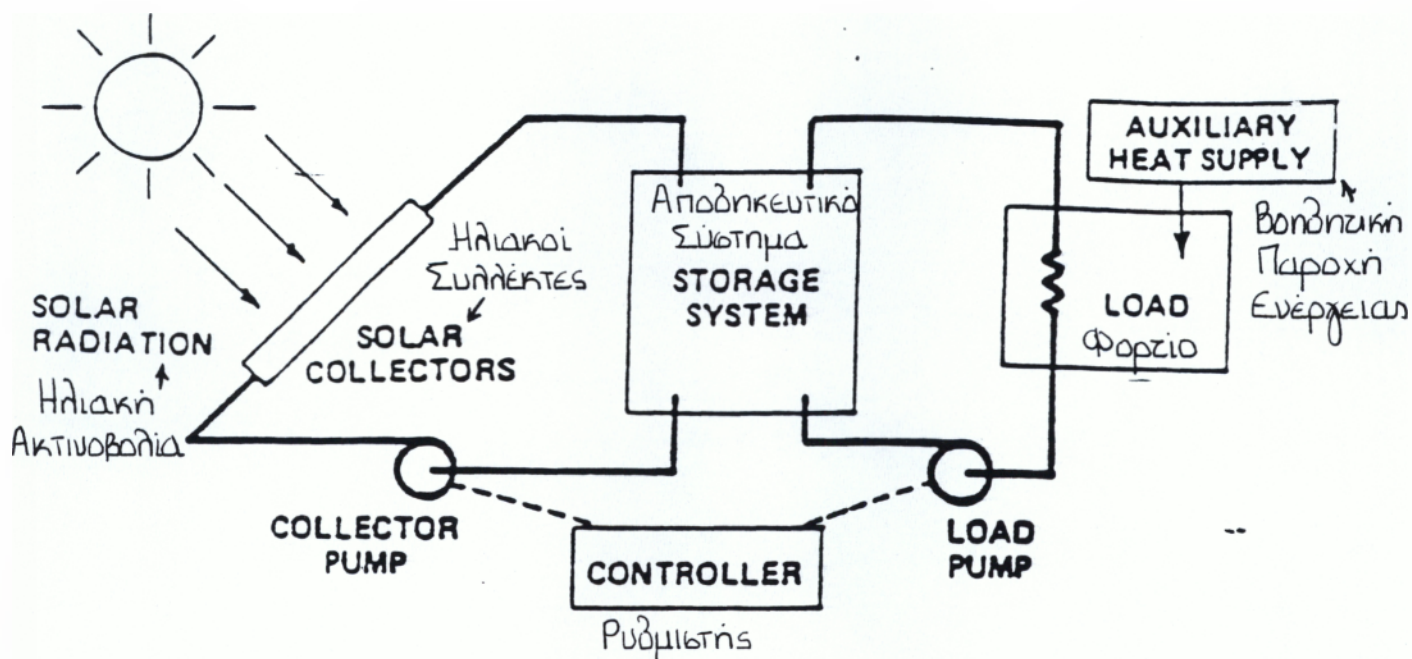 AUXILIARY
HEAT SUPPLY
Βοηθητική
Παροχή
Ενέργειας
Αποθηκευτικό
Σύστημα
STORAGE
SYSTEM
Ηλιακοί
Συλλέκτες
SOLAR
COLLECTORS
SOLAR
RADIATION
Ηλιακή
Ακτινοβολία
LOAD
Φορτίο
COLLECTOR
PUMP
CONTROLLER
Ρυθμιστής
LOAD
PUMP